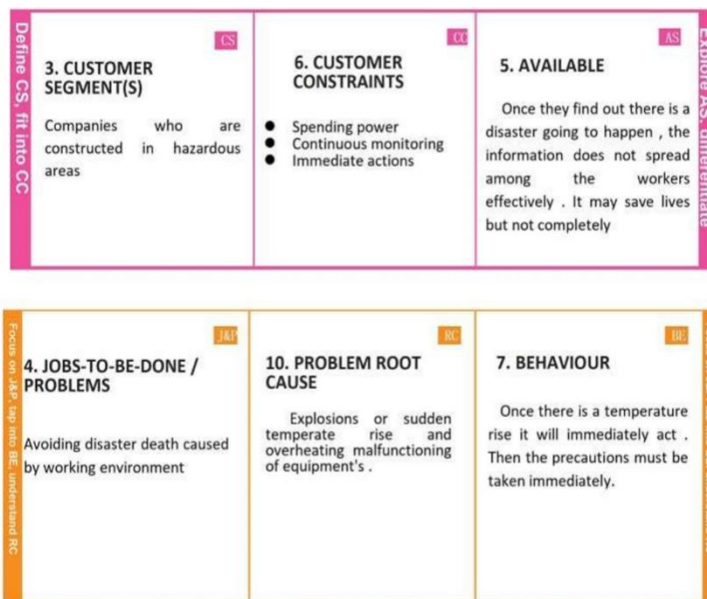 Define CS, fit into CC
CS
3. CUSTOMER
SEGMENT(S)
Companies who are
constructed in hazardous
areas
CC
6. CUSTOMER
CONSTRAINTS
● Spending power
● Continuous monitoring
● Immediate actions
AS
5. AVAILABLE
Once they find out there is a
disaster going to happen , the
information does not spread
among the workers
effectively . It may save lives
but not completely
Explore AS, differentiate
Focus on J&P, tap into BE, understand RC
J&P
4. JOBS-TO-BE-DONE /
PROBLEMS
Avoiding disaster death caused
by working environment
RC
10. PROBLEM ROOT
CAUSE
Explosions or sudden
temperate rise and
overheating malfunctioning
of equipment's .
BE
7. BEHAVIOUR
Once there is a temperature
rise it will immediately act .
Then the precautions must be
taken immediately.